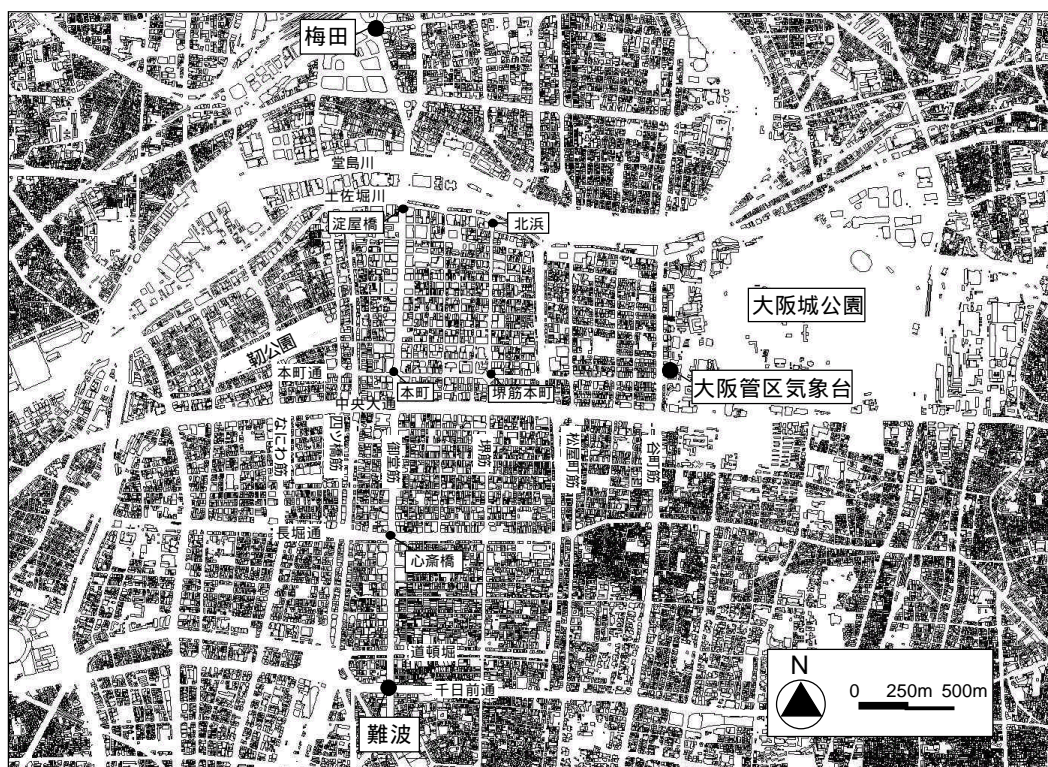 梅田
堂島川
土佐堀川
淀屋橋
北浜
大阪城公園
靭公園
本町通
本町
堺筋本町
大阪管区気象台
中央大通
なにわ筋
四ツ橋筋
御堂筋
堺筋
松屋町筋
谷町筋
長堀通
心斎橋
道頓堀
千日前通
難波
N
0 250m 500m